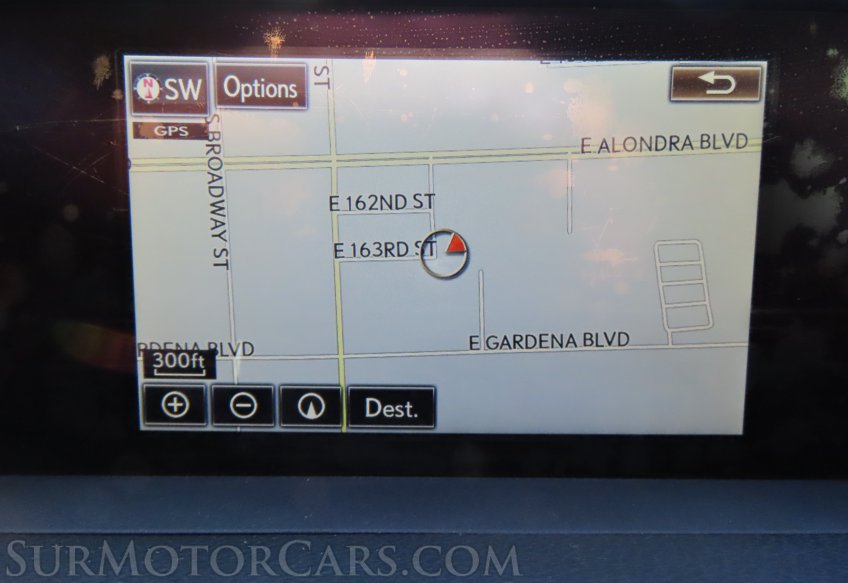 N
SW
Options
ST
GPS
S BROADWAY ST
E ALONDRA BLVD
E 162ND ST
E 163RD ST
E GARDENA BLVD
RDENA BLVD
300ft
Dest.
SURMOTORCARS.COM